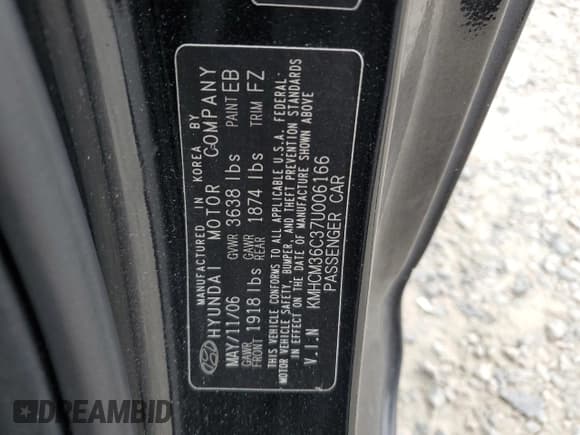 MANUFACTURED IN KOREA BY
HYUNDAI MOTOR COMPANY
MAY/11/06 GVWR 3638 lbs PAINT EB
GAWR FRONT 1918 lbs GAWR REAR 1874 lbs TRIM FZ
THIS VEHICLE CONFORMS TO ALL APPLICABLE U.S.A. FEDERAL
MOTOR VEHICLE SAFETY, BUMPER, AND THEFT PREVENTION STANDARDS
IN EFFECT ON THE DATE OF MANUFACTURE SHOWN ABOVE
V.I.N KMHCM36C37U006166
PASSENGER CAR
DREAMBID